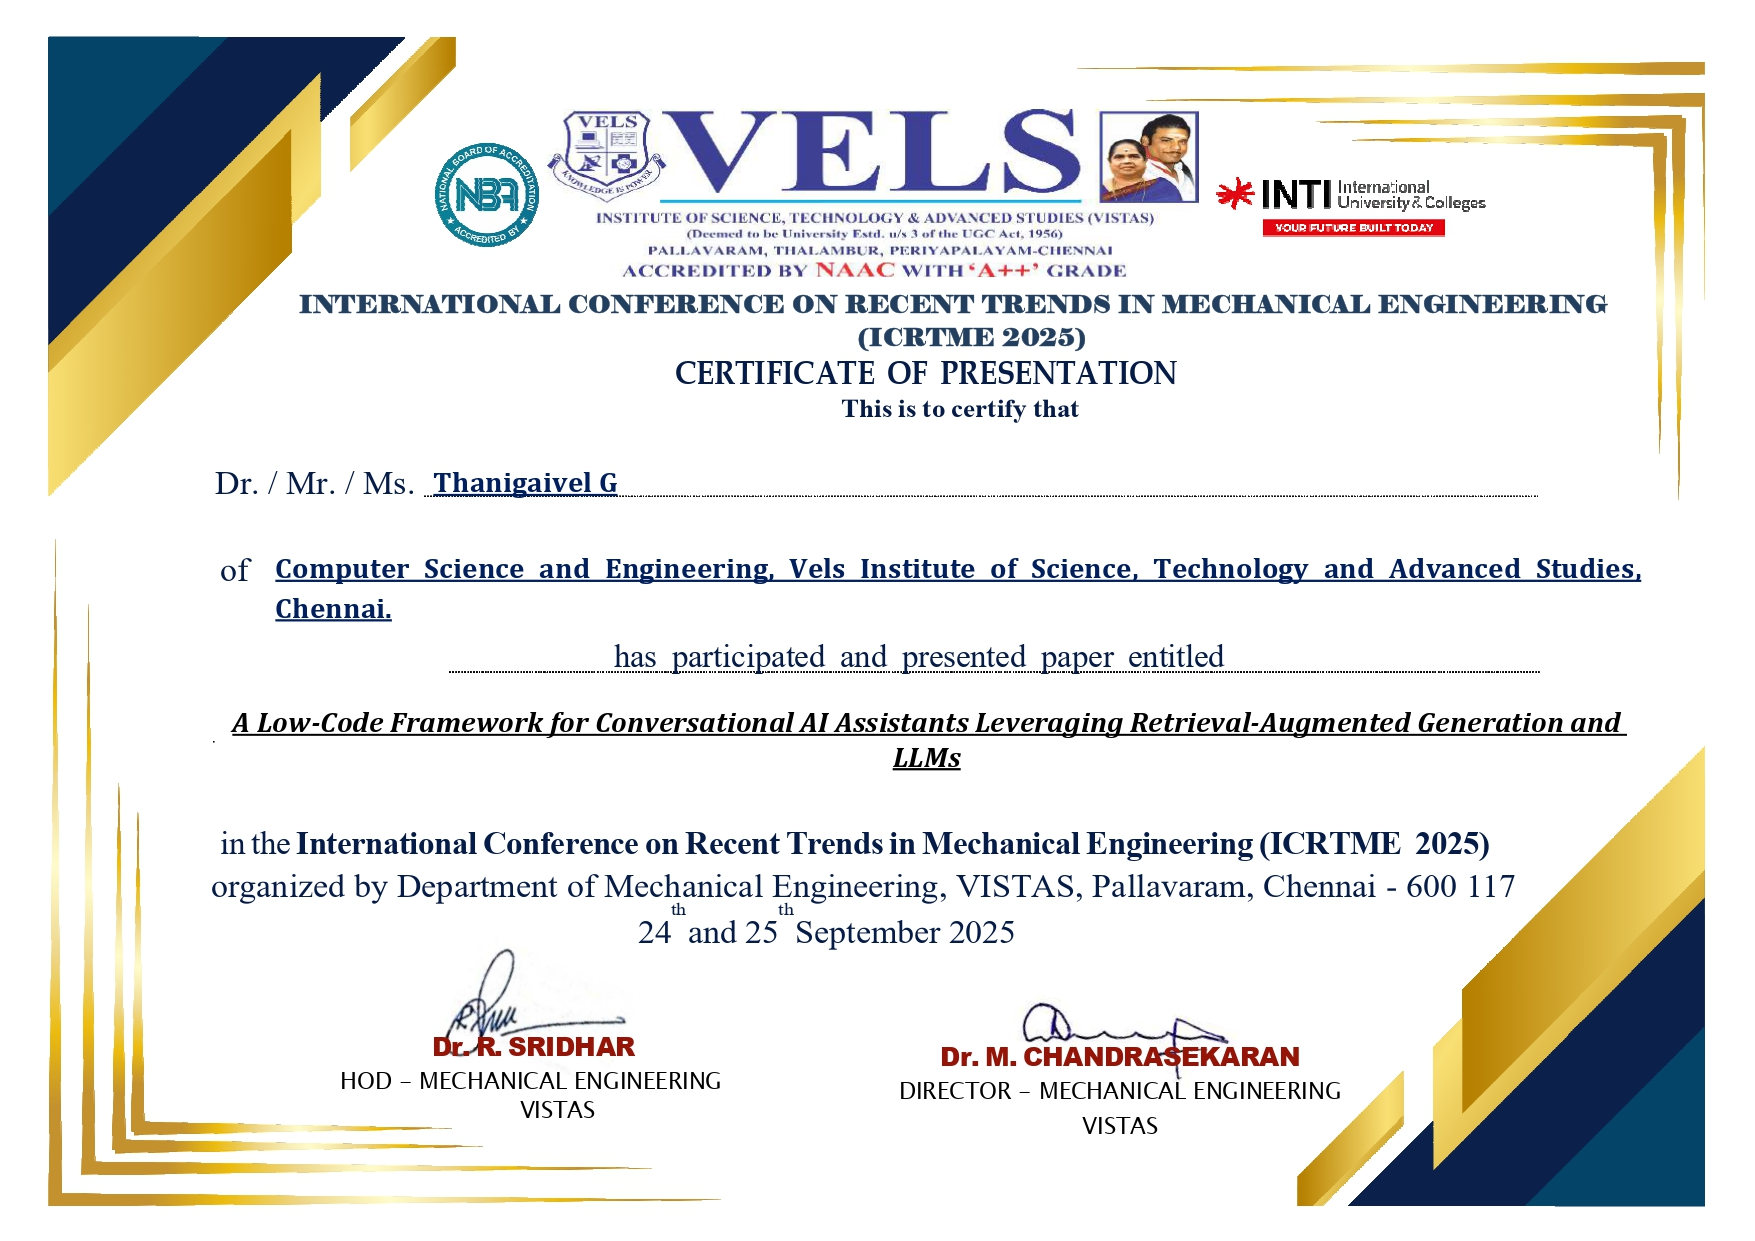 NATIONAL BOARD OF ACCREDITATION
NBA
★ ACCREDITED BY ★
VELS
KNOWLEDGE IS POWER
VELS
INSTITUTE OF SCIENCE, TECHNOLOGY & ADVANCED STUDIES (VISTAS)
(Deemed to be University Estd. u/s 3 of the UGC Act, 1956)
PALLAVARAM, THALAMBUR, PERIYAPALAYAM-CHENNAI
ACCREDITED BY NAAC WITH ‘A++’ GRADE
INTI International
University & Colleges
YOUR FUTURE BUILT TODAY
INTERNATIONAL CONFERENCE ON RECENT TRENDS IN MECHANICAL ENGINEERING
(ICRTME 2025)
CERTIFICATE OF PRESENTATION
This is to certify that
Dr. / Mr. / Ms. Thanigaivel G
of Computer Science and Engineering, Vels Institute of Science, Technology and Advanced Studies,
Chennai.
has participated and presented paper entitled
A Low-Code Framework for Conversational AI Assistants Leveraging Retrieval-Augmented Generation and
LLMs
in the International Conference on Recent Trends in Mechanical Engineering (ICRTME 2025)
organized by Department of Mechanical Engineering, VISTAS, Pallavaram, Chennai - 600 117
24th and 25th September 2025
Dr. R. SRIDHAR
HOD – MECHANICAL ENGINEERING
VISTAS
Dr. M. CHANDRASEKARAN
DIRECTOR – MECHANICAL ENGINEERING
VISTAS